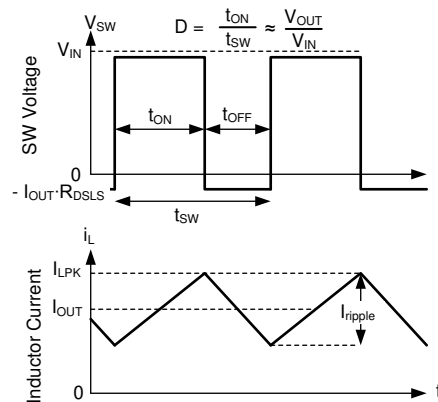 V_SW
D = t_ON / t_SW ≈ V_OUT / V_IN
V_IN
SW Voltage
t_ON
t_OFF
0
- I_OUT·R_DSLS
t_SW
i_L
Inductor Current
I_LPK
I_OUT
I_ripple
0
t